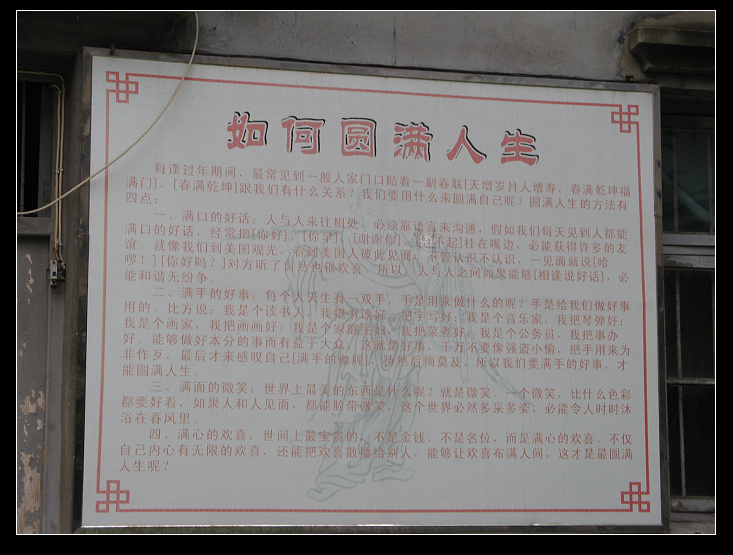 如何圆满人生
每逢过年期间，最常见到一般人家门口贴着一副春联[天增岁月人增寿，春满乾坤福
满门]，[春满乾坤]跟我们有什么关系？我们要用什么来圆满自己呢？圆满人生的方法有
四点：
一、满口的好话：人与人来往相处，必须靠语言来沟通，假如我们每天见到人都能
满口的好话，经常把[你好]、[你早]、[谢谢你]、不起]挂在嘴边，必能获得许多的友
谊。就像我们到美国观光，看到美国人彼此见面，不管认识不认识，一见面就说[哈
啰！][你好吗？]对方听了自然也很欢喜。所以，人与人之间如果能够[相逢说好话]，必
能和谐无纷争。
二、满手的好事：每个人天生有一双手，手是用来做什么的呢？手是给我们做好事
用的。比方说：我是个读书人，我把书读好，把字写好；我是个音乐家，我把琴弹好；
我是个画家，我把画画好；我是个家庭主妇，我把菜煮好；我是个公务员，我把事办
好。能够做好本分的事而有益于大众，这就是好事，千万不要像强盗小偷，把手用来为
非作歹，最后才来感叹自己[满手的血腥]，徒然后悔莫及。所以我们要满手的好事，才
能圆满人生。
三、满面的微笑：世界上最美的东西是什么呢？就是微笑。一个微笑，比什么色彩
都要好看，如果人和人见面，都能脸带微笑，这个世界必然多采多姿，必能令人时时沐
浴在春风里。
四、满心的欢喜：世间上最宝贵的，不是金钱，不是名位，而是满心的欢喜。不仅
自己内心有无限的欢喜，还能把欢喜散播给别人，能够让欢喜布满人间，这才是最圆满
人生呢？